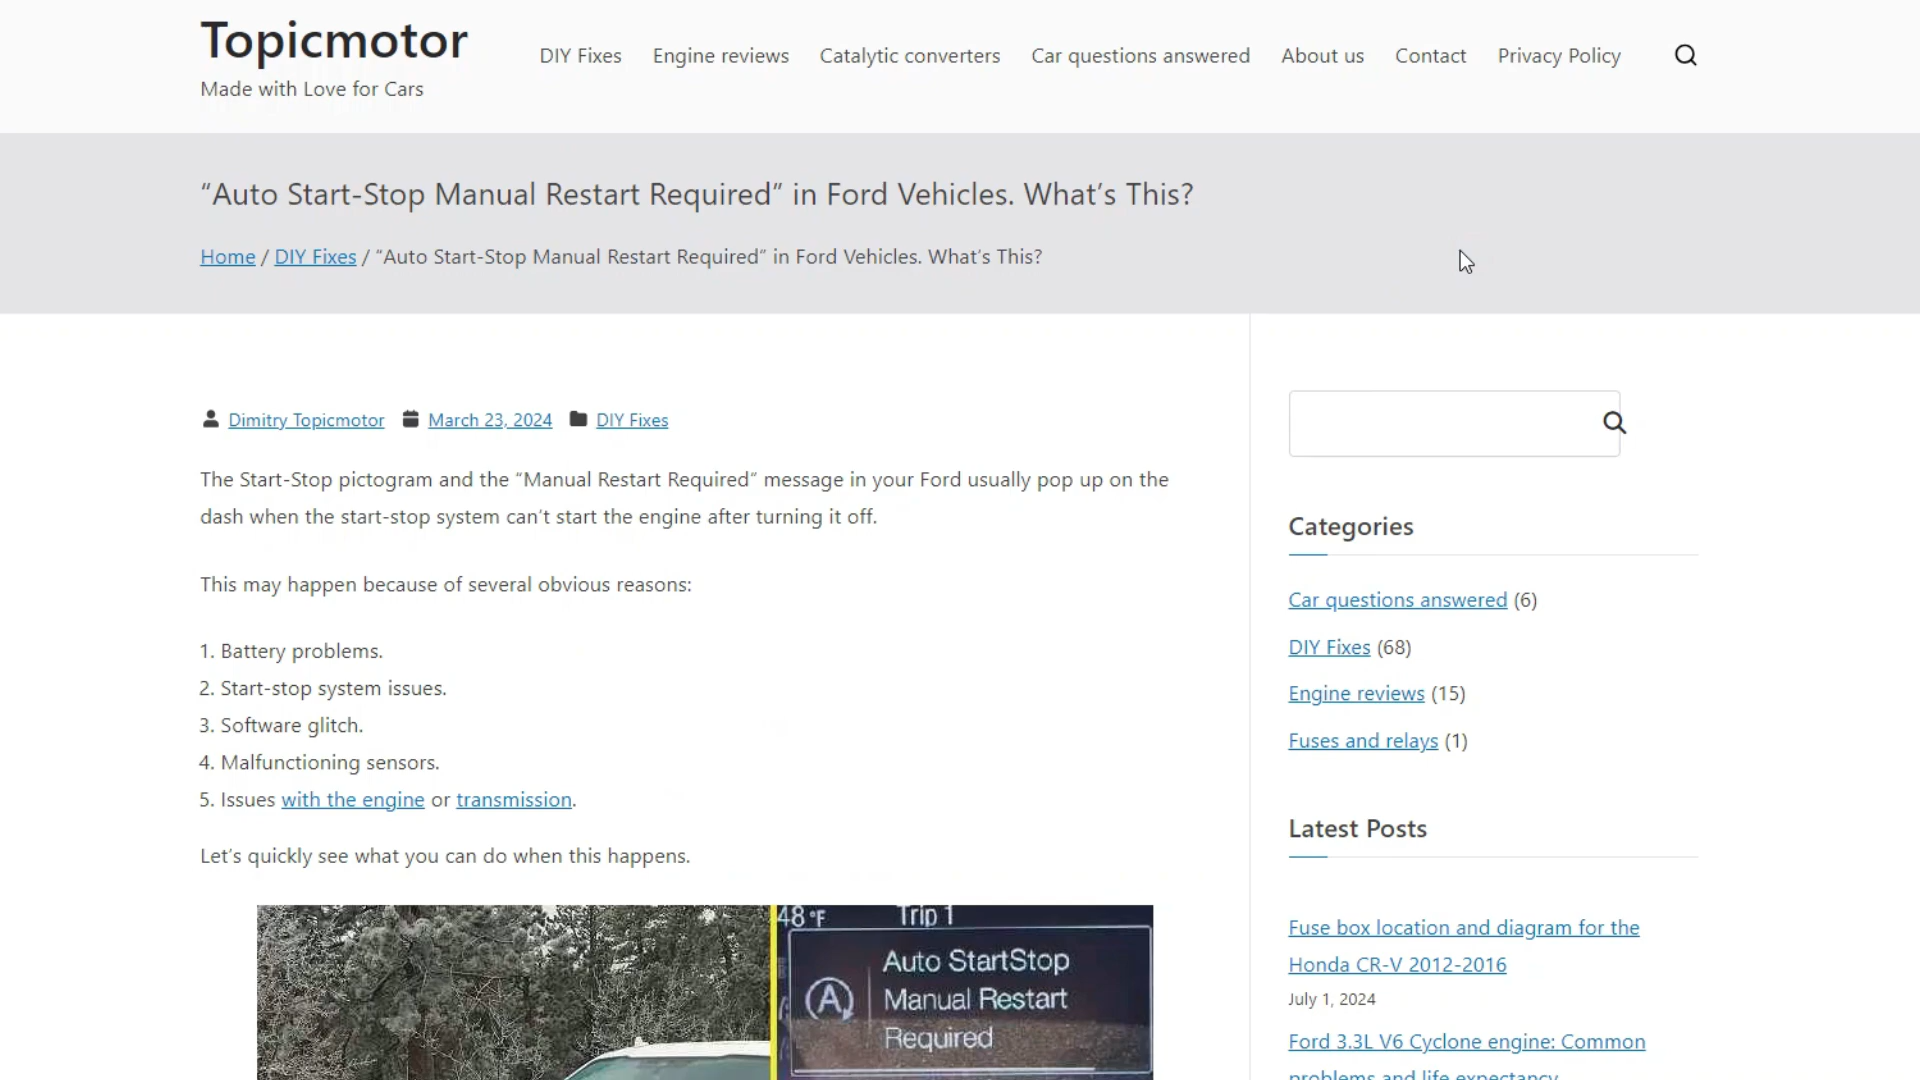 Topicmotor
Made with Love for Cars
DIY Fixes
Engine reviews
Catalytic converters
Car questions answered
About us
Contact
Privacy Policy
“Auto Start-Stop Manual Restart Required” in Ford Vehicles. What’s This?
Home / DIY Fixes / “Auto Start-Stop Manual Restart Required” in Ford Vehicles. What’s This?
Dimitry Topicmotor
March 23, 2024
DIY Fixes
The Start-Stop pictogram and the “Manual Restart Required“ message in your Ford usually pop up on the
dash when the start-stop system can’t start the engine after turning it off.
This may happen because of several obvious reasons:
1. Battery problems.
2. Start-stop system issues.
3. Software glitch.
4. Malfunctioning sensors.
5. Issues with the engine or transmission.
Let’s quickly see what you can do when this happens.
48°F Trip 1
Auto StartStop
A
Manual Restart
Required
Categories
Car questions answered (6)
DIY Fixes (68)
Engine reviews (15)
Fuses and relays (1)
Latest Posts
Fuse box location and diagram for the
Honda CR-V 2012-2016
July 1, 2024
Ford 3.3L V6 Cyclone engine: Common
problems and life expectancy